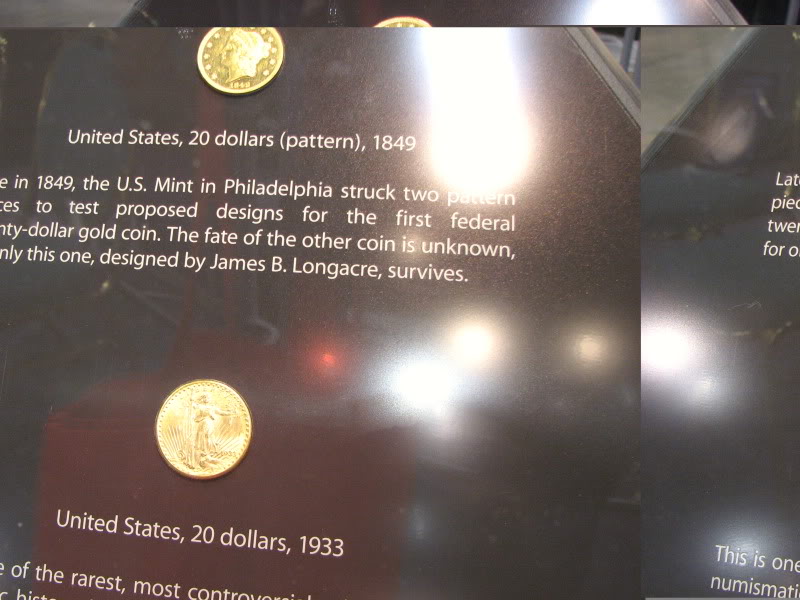 United States, 20 dollars (pattern), 1849
e in 1849, the U.S. Mint in Philadelphia struck two pattern
ces to test proposed designs for the first federal
nty-dollar gold coin. The fate of the other coin is unknown,
nly this one, designed by James B. Longacre, survives.
United States, 20 dollars, 1933
e of the rarest, most controversial
c hist
Lat
piec
twen
for o
This is one
numismati